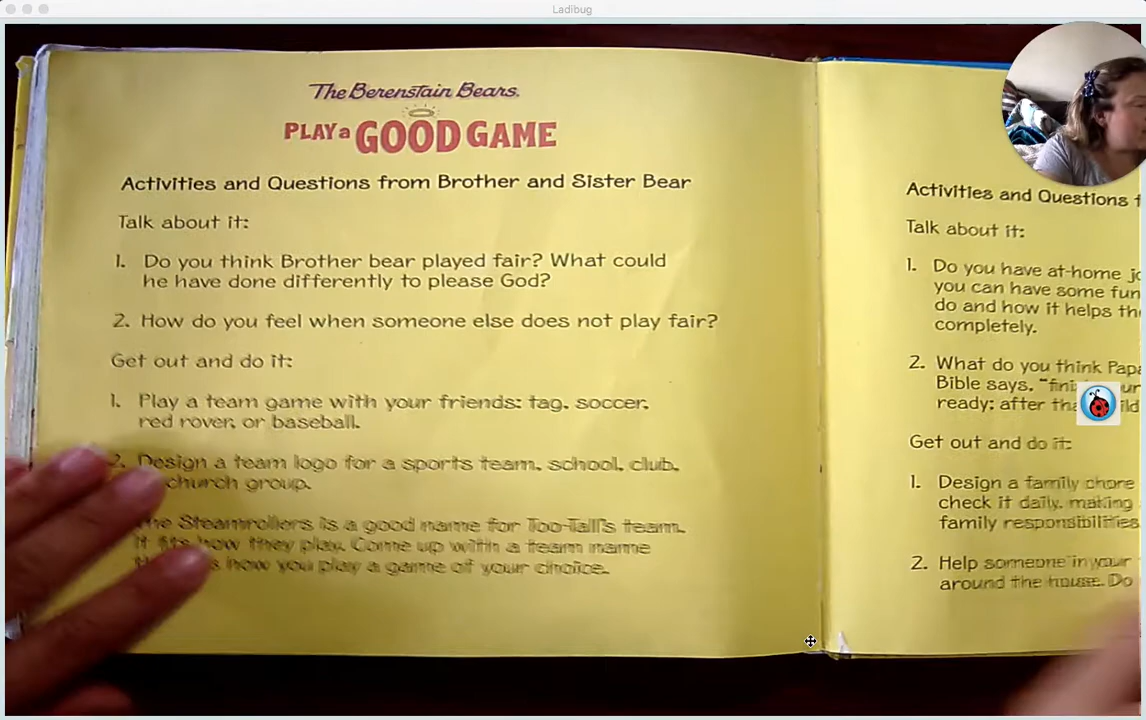 Ladibug
The Berenstain Bears
PLAY a GOOD GAME
Activities and Questions from Brother and Sister Bear
Talk about it:
1. Do you think Brother bear played fair? What could
he have done differently to please God?
2. How do you feel when someone else does not play fair?
Get out and do it:
1. Play a team game with your friends: tag, soccer,
red rover, or baseball.
2. Design a team logo for a sports team, school, club,
church group.
The Steamrollers is a good name for Too-Tall's team.
It fits how they play. Come up with a team name
how you play a game of your choice.
Activities and Questions
Talk about it:
1. Do you have at-home
you can have some fun
do and how it helps
completely.
2. What do you think
Bible says,
ready; after
Get out and do it:
1. Design a family chore
check it daily, making
family responsibilities
2. Help someone in your
around the house. Do